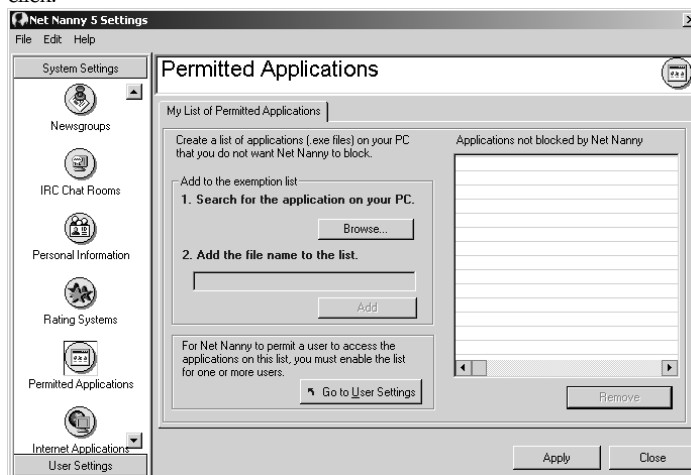 click.
Net Nanny 5 Settings
File Edit Help
System Settings
Newsgroups
IRC Chat Rooms
Personal Information
Rating Systems
Permitted Applications
Internet Applications
User Settings
Permitted Applications
My List of Permitted Applications
Create a list of applications (.exe files) on your PC
that you do not want Net Nanny to block.
Add to the exemption list
1. Search for the application on your PC.
Browse...
2. Add the file name to the list.
Add
For Net Nanny to permit a user to access the
applications on this list, you must enable the list
for one or more users.
Go to User Settings
Applications not blocked by Net Nanny
Remove
Apply Close